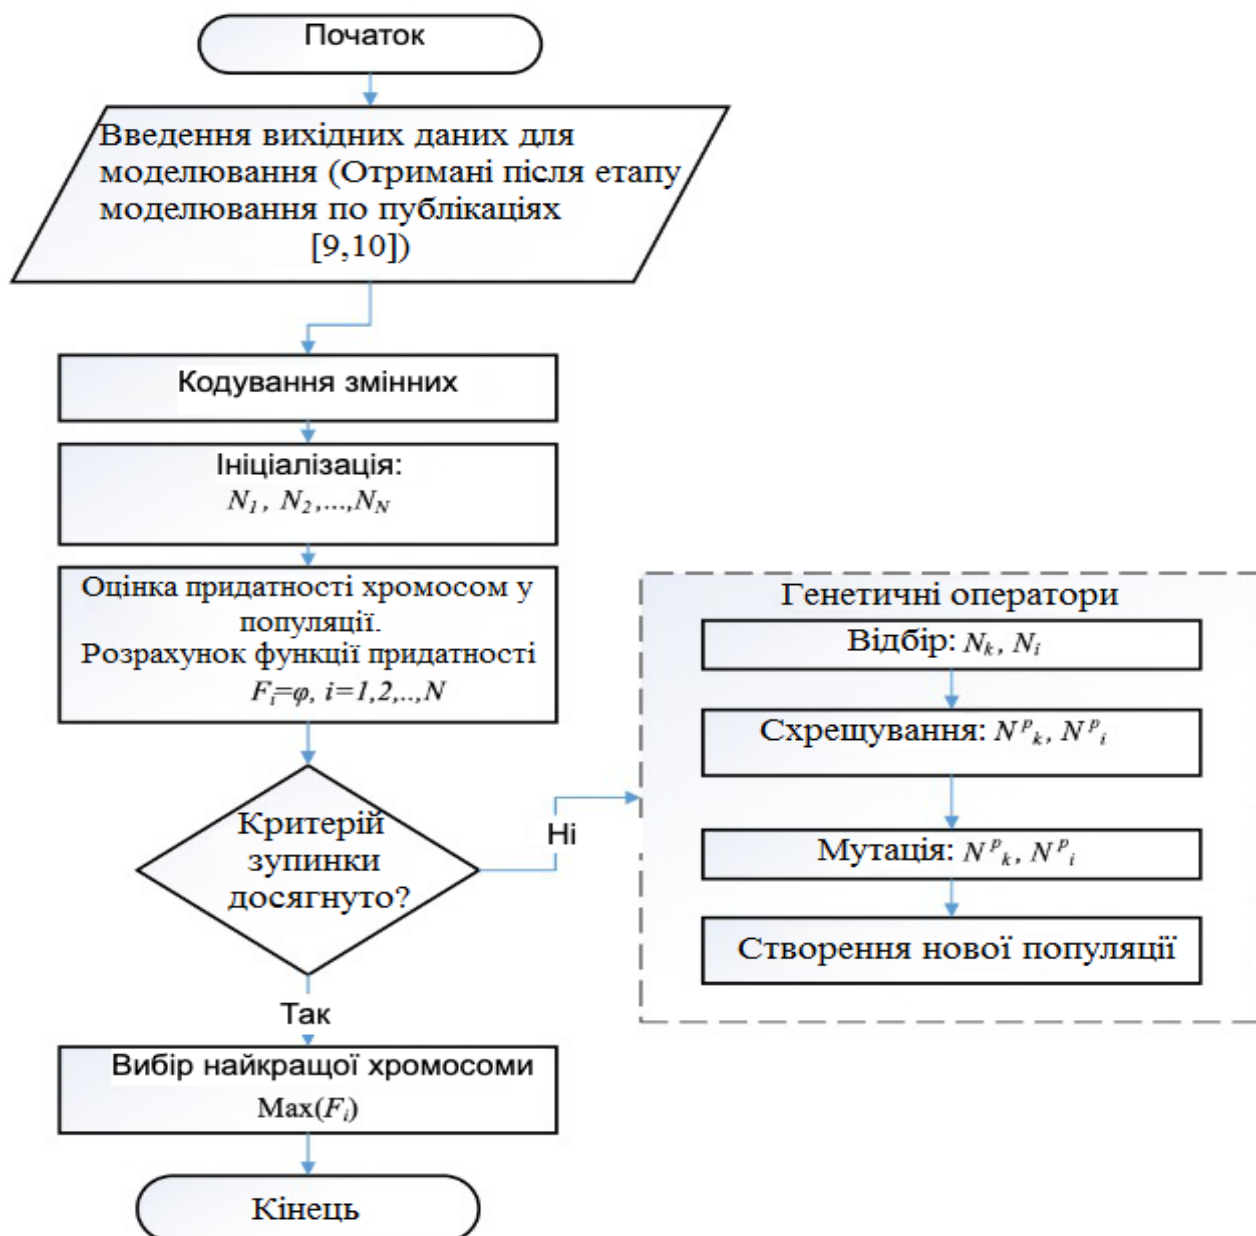 Початок
Введення вихідних даних для
моделювання (Отримані після етапу
моделювання по публікаціях
[9,10])
Кодування змінних
Ініціалізація:
N₁, N₂,...,N_N
Оцінка придатності хромосом у
популяції.
Розрахунок функції придатності
Fᵢ=φ, i=1,2,..,N
Критерій
зупинки
досягнуто?
Ні
Так
Вибір найкращої хромосоми
Max(Fᵢ)
Кінець
Генетичні оператори
Відбір: Nₖ, Nᵢ
Схрещування: Nᵖₖ, Nᵖᵢ
Мутація: Nᵖₖ, Nᵖᵢ
Створення нової популяції